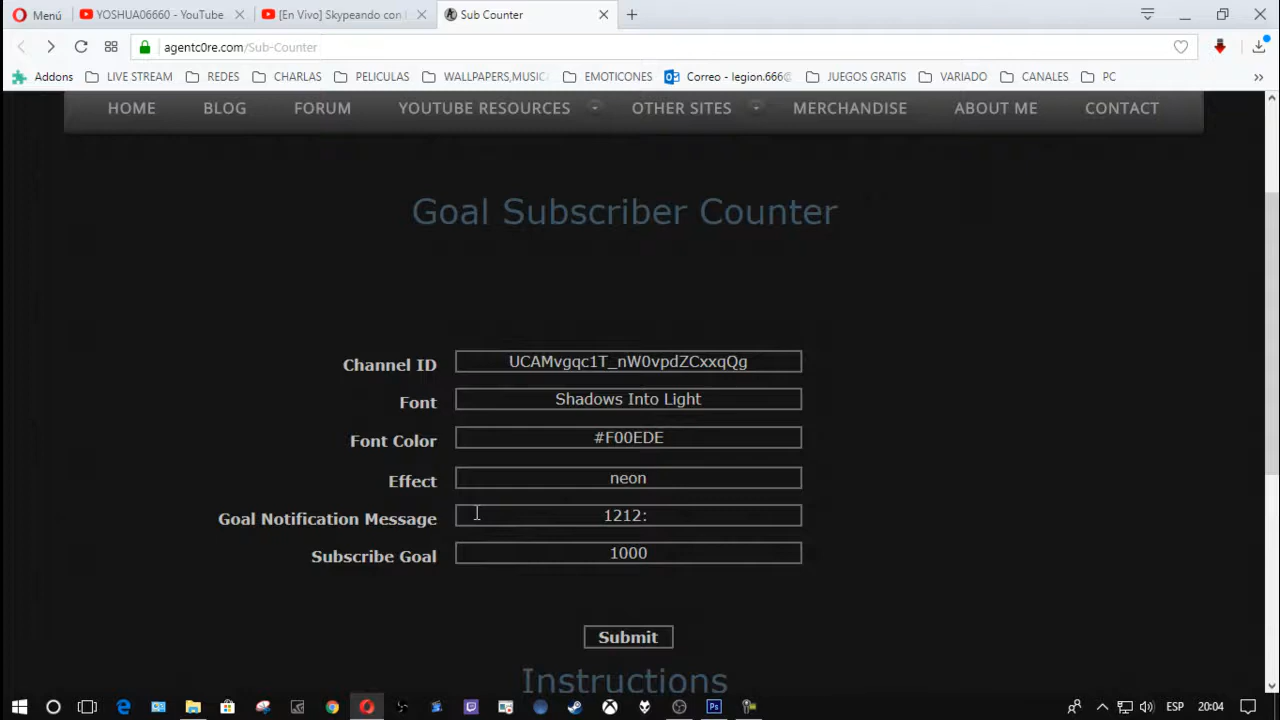 Menú
YOSHUA06660 - YouTube
[En Vivo] Skypeando con
Sub Counter
agentc0re.com/Sub-Counter
Addons
LIVE STREAM
REDES
CHARLAS
PELICULAS
WALLPAPERS,MUSICA
EMOTICONES
Correo - legion.666@
JUEGOS GRATIS
VARIADO
CANALES
PC
HOME
BLOG
FORUM
YOUTUBE RESOURCES
OTHER SITES
MERCHANDISE
ABOUT ME
CONTACT
Goal Subscriber Counter
Channel ID
UCAMvgqc1T_nW0vpdZCxxqQg
Font
Shadows Into Light
Font Color
#F00EDE
Effect
neon
Goal Notification Message
1212:
Subscribe Goal
1000
Submit
Instructions
ESP
20:04